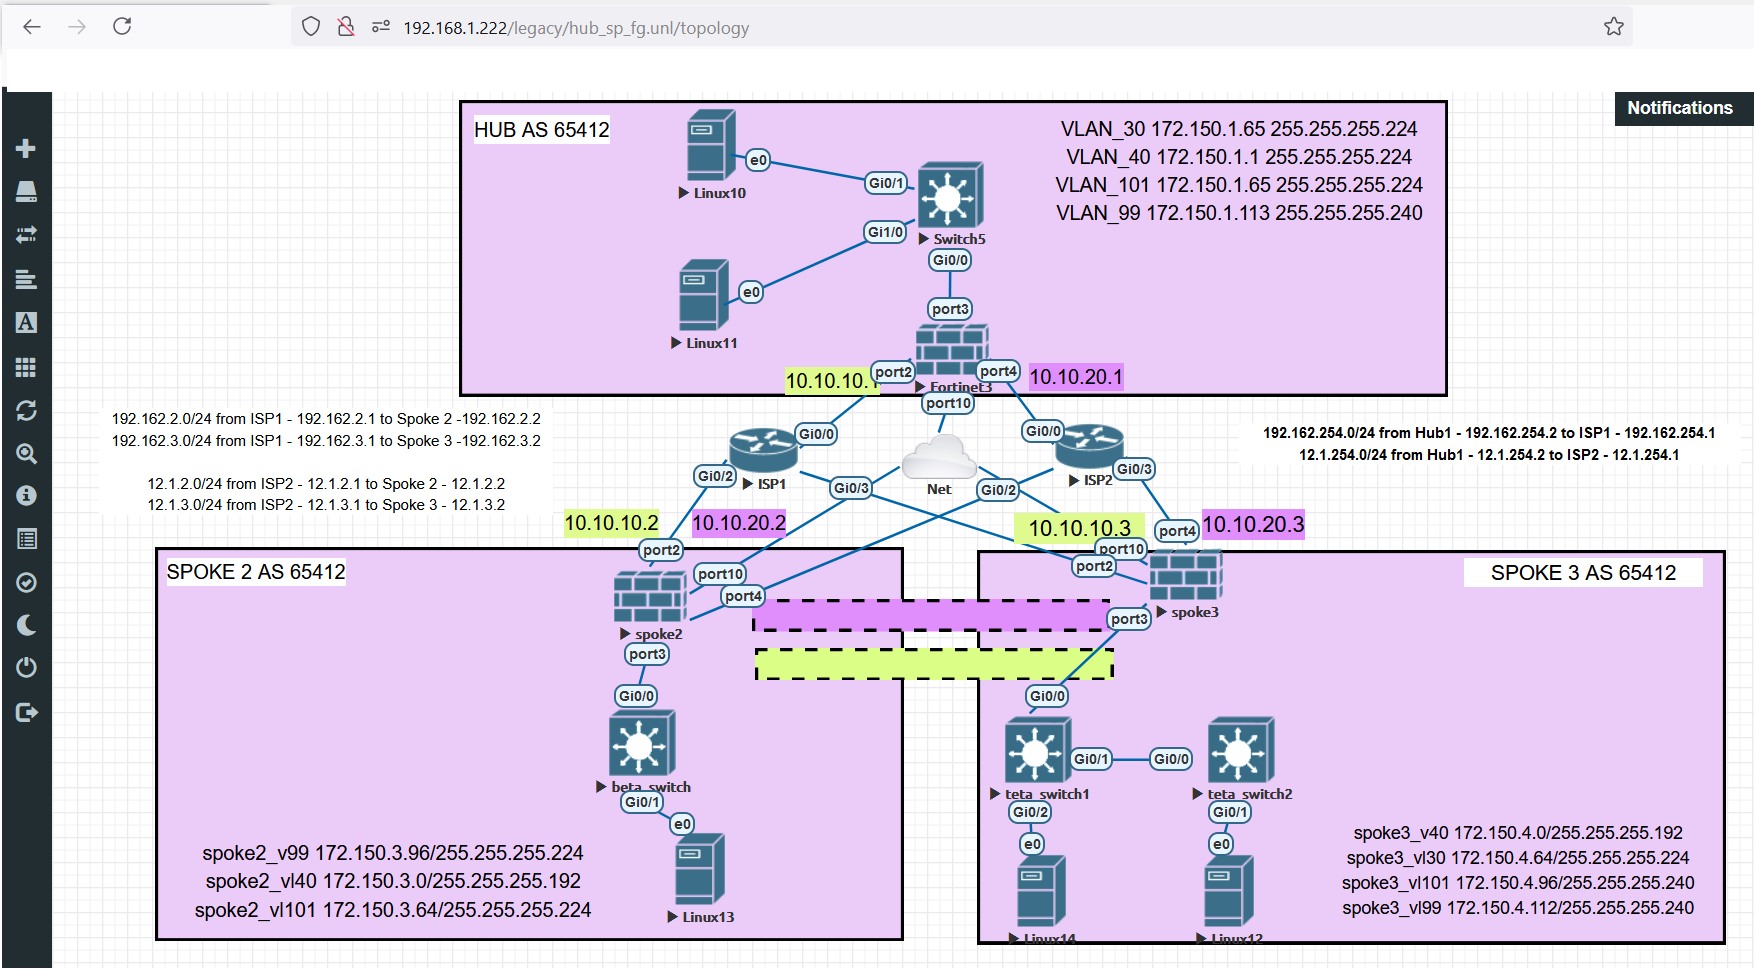 192.168.1.222/legacy/hub_sp_fg.unl/topology
Notifications
HUB AS 65412
VLAN_30 172.150.1.65 255.255.255.224
VLAN_40 172.150.1.1 255.255.255.224
VLAN_101 172.150.1.65 255.255.255.224
VLAN_99 172.150.1.113 255.255.255.240
e0
Linux10
Gi0/1
Gi1/0
Switch5
Gi0/0
e0
Linux11
port3
port2
port4
10.10.10.1
10.10.20.1
Fortinet3
port10
192.162.2.0/24 from ISP1 - 192.162.2.1 to Spoke 2 -192.162.2.2
192.162.3.0/24 from ISP1 - 192.162.3.1 to Spoke 3 -192.162.3.2
12.1.2.0/24 from ISP2 - 12.1.2.1 to Spoke 2 - 12.1.2.2
12.1.3.0/24 from ISP2 - 12.1.3.1 to Spoke 3 - 12.1.3.2
192.162.254.0/24 from Hub1 - 192.162.254.2 to ISP1 - 192.162.254.1
12.1.254.0/24 from Hub1 - 12.1.254.2 to ISP2 - 12.1.254.1
Gi0/0
Gi0/0
Gi0/2
ISP1
Gi0/3
Net
Gi0/2
ISP2
Gi0/3
10.10.10.2
10.10.20.2
10.10.10.3
port4
10.10.20.3
port2
port10
port4
port10
port2
SPOKE 2 AS 65412
spoke2
port3
Gi0/0
beta_switch
Gi0/1
e0
Linux13
spoke2_v99 172.150.3.96/255.255.255.224
spoke2_vl40 172.150.3.0/255.255.255.192
spoke2_vl101 172.150.3.64/255.255.255.224
SPOKE 3 AS 65412
spoke3
port3
Gi0/0
Gi0/1
Gi0/0
teta_switch1
teta_switch2
Gi0/2
Gi0/1
e0
e0
Linux14
Linux12
spoke3_v40 172.150.4.0/255.255.255.192
spoke3_vl30 172.150.4.64/255.255.255.224
spoke3_vl101 172.150.4.96/255.255.255.240
spoke3_vl99 172.150.4.112/255.255.255.240